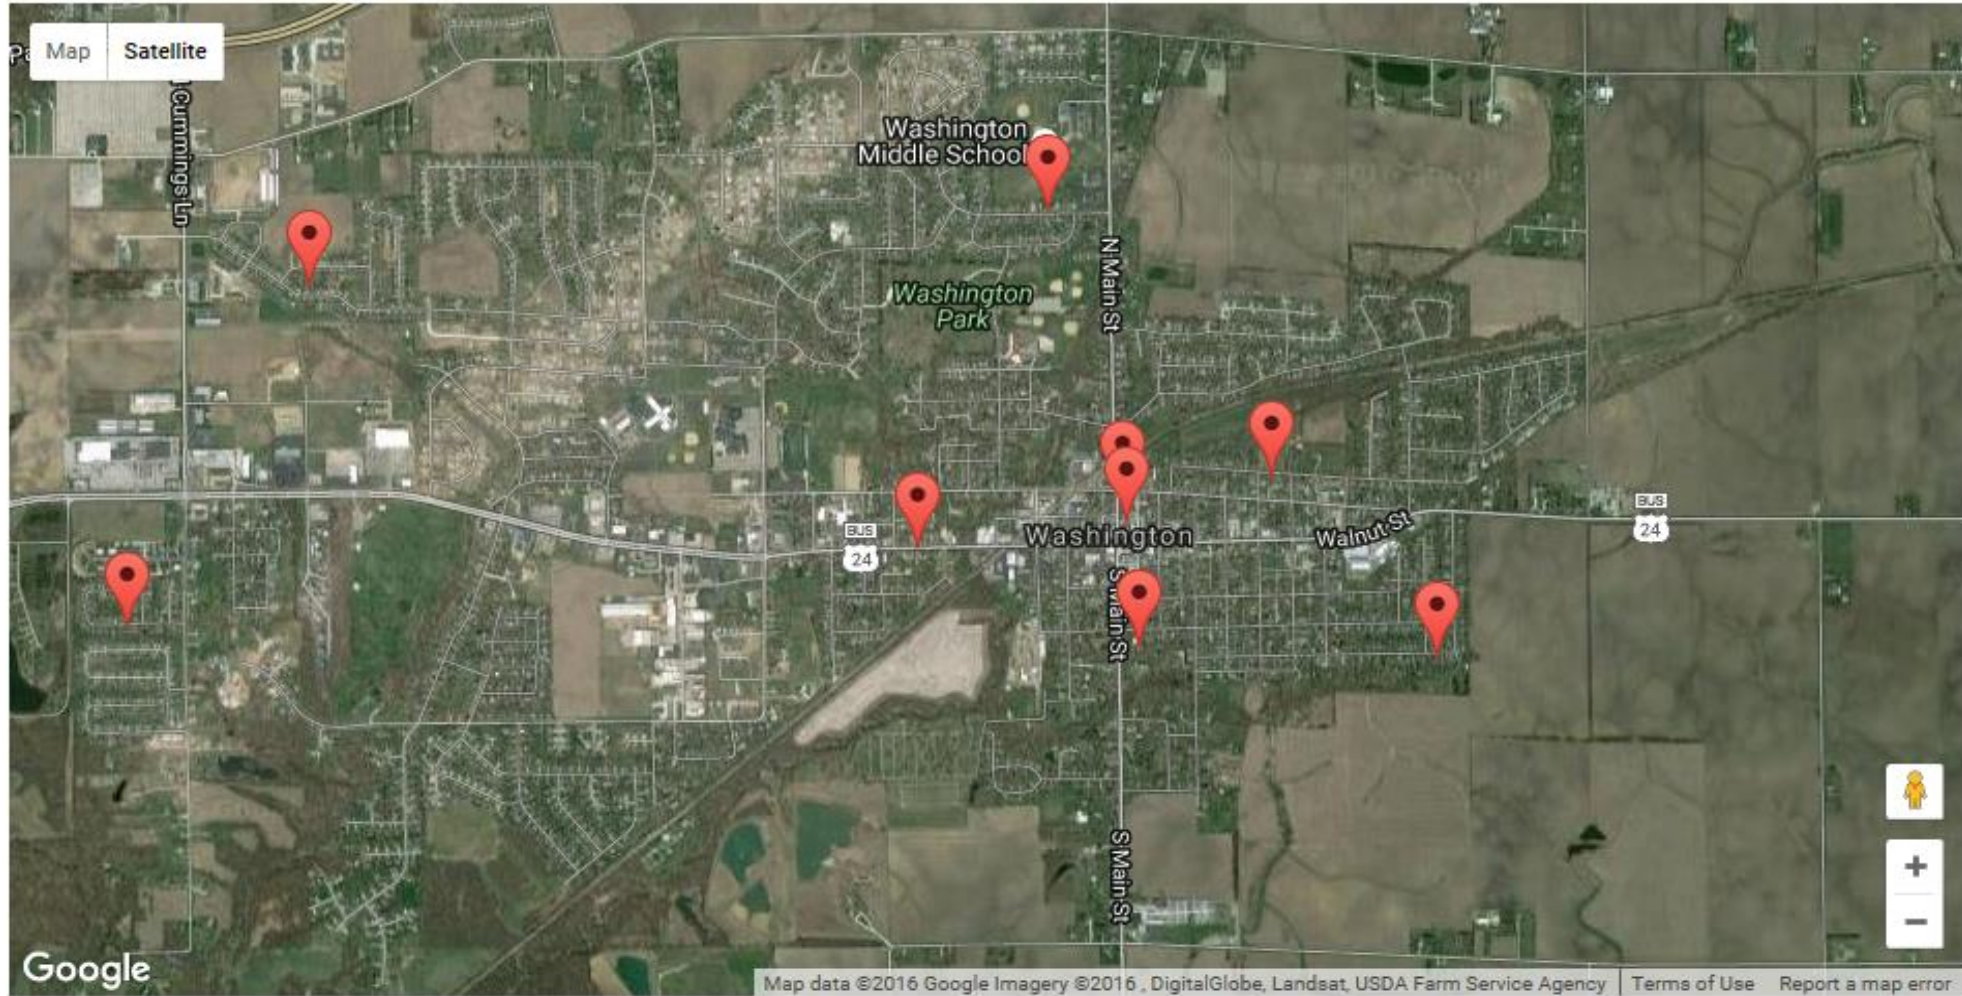 Map
Satellite
Cummings Ln
Washington
Middle School
N Main St
Washington
Park
BUS
24
Washington
Walnut St
BUS
24
S Main St
S Main St
+
−
Google
Map data ©2016 Google Imagery ©2016 , DigitalGlobe, Landsat, USDA Farm Service Agency
Terms of Use
Report a map error